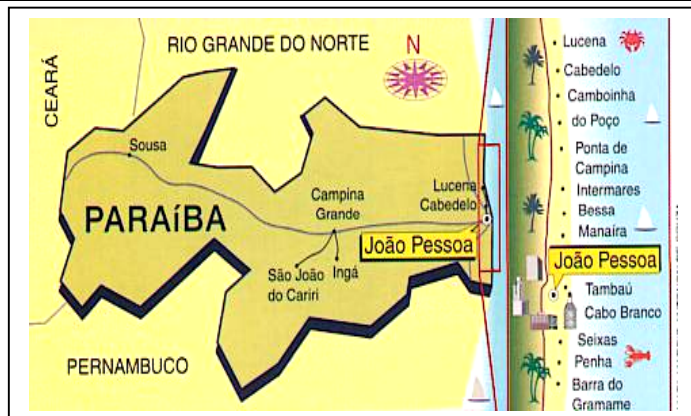 RIO GRANDE DO NORTE
N
CEARÁ
Sousa
PARAíBA
Campina
Grande
Lucena
Cabedelo
João Pessoa
São João
do Cariri
Ingá
PERNAMBUCO
Lucena
Cabedelo
Camboinha
do Poço
Ponta de
Campina
Intermares
Bessa
Manaíra
João Pessoa
Tambaú
Cabo Branco
Seixas
Penha
Barra do
Gramame